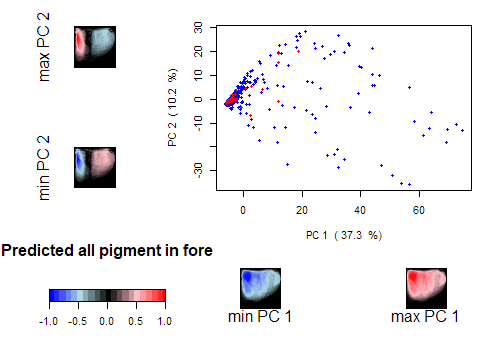 max PC 2
min PC 2
PC 2 ( 10.2 %)
30
20
10
0
-10
-30
0
20
40
60
PC 1 ( 37.3 %)
Predicted all pigment in fore
-1.0
-0.5
0.0
0.5
1.0
min PC 1
max PC 1